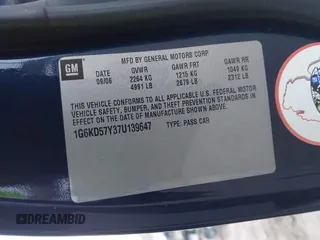 GM
MFD BY GENERAL MOTORS CORP
DATE GVWR GAWR FRT GAWR RR
08/06 2264 KG 1215 KG 1049 KG
4991 LB 2679 LB 2312 LB
THIS VEHICLE CONFORMS TO ALL APPLICABLE U.S. FEDERAL MOTOR
VEHICLE SAFETY, BUMPER, AND THEFT PREVENTION STANDARDS IN
EFFECT ON THE DATE OF MANUFACTURE SHOWN ABOVE.
1G6KD57Y37U139547 TYPE: PASS CAR
DREAMBID